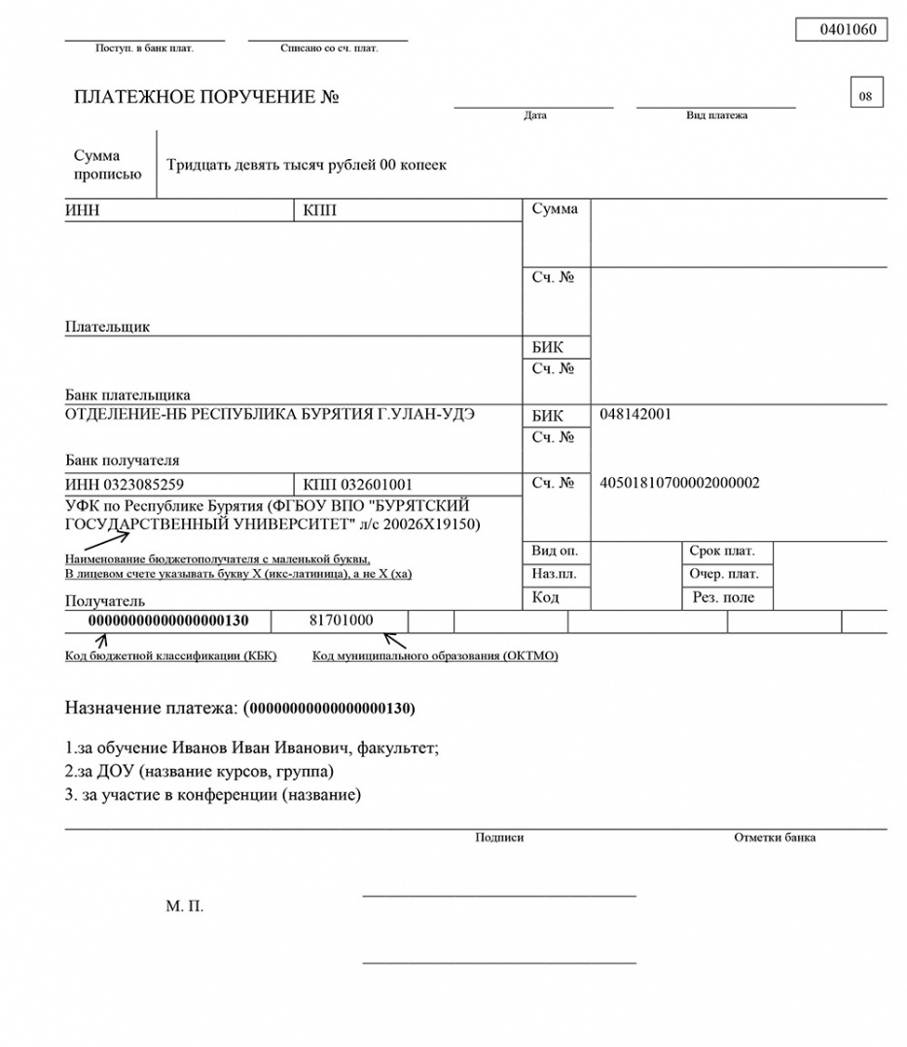 0401060
Поступ. в банк плат. Списано со сч. плат.
ПЛАТЕЖНОЕ ПОРУЧЕНИЕ №
08
Дата Вид платежа
Сумма
прописью
Тридцать девять тысяч рублей 00 копеек
ИНН КПП Сумма
Сч. №
Плательщик
БИК
Сч. №
Банк плательщика
ОТДЕЛЕНИЕ-НБ РЕСПУБЛИКА БУРЯТИЯ Г.УЛАН-УДЭ БИК 048142001
Сч. №
Банк получателя
ИНН 0323085259 КПП 032601001 Сч. № 40501810700002000002
УФК по Республике Бурятия (ФГБОУ ВПО "БУРЯТСКИЙ
ГОСУДАРСТВЕННЫЙ УНИВЕРСИТЕТ" л/с 20026Х19150)
Вид оп. Срок плат.
Наименование бюджетополучателя с маленькой буквы,
В лицевом счете указывать букву X (икс-латиница), а не Х (ха)
Наз.пл. Очер. плат.
Код Рез. поле
Получатель
00000000000000000130 81701000
Код бюджетной классификации (КБК) Код муниципального образования (ОКТМО)
Назначение платежа: (00000000000000000130)
1.за обучение Иванов Иван Иванович, факультет;
2.за ДОУ (название курсов, группа)
3. за участие в конференции (название)
Подписи Отметки банка
М. П.